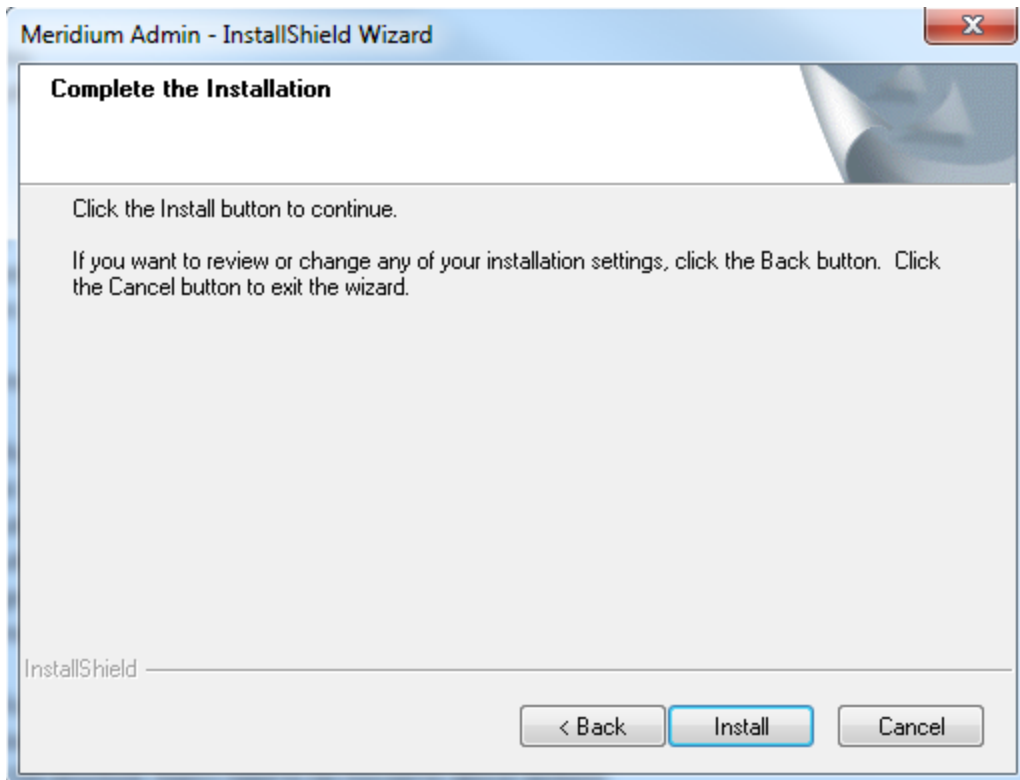 Meridium Admin - InstallShield Wizard
Complete the Installation
Click the Install button to continue.
If you want to review or change any of your installation settings, click the Back button.  Click
the Cancel button to exit the wizard.
InstallShield
< Back
Install
Cancel